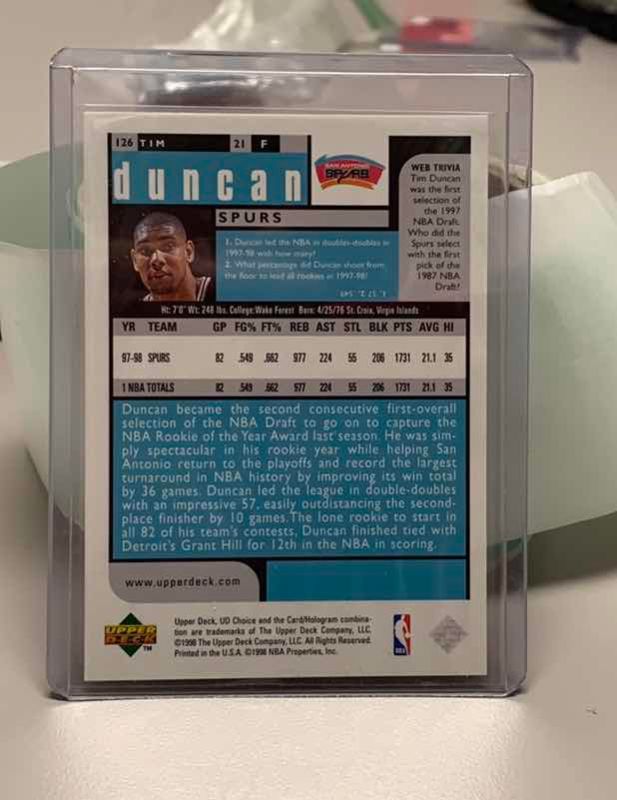 126 TIM 21 F
duncan
SAN ANTONIO
SPURS
SPURS
WEB TRIVIA
Tim Duncan
was the first
selection of
the 1997
NBA Draft.
Who did the
Spurs select
with the first
pick of the
1987 NBA
Draft?
1. Duncan led the NBA in doubles-doubles in
1997-98 with how many?
2. What percentage did Duncan shoot from
the floor to lead all rookies in 1997-98?
1. 57 2. .549
Ht: 7'0" Wt: 248 lbs. College: Wake Forest Born: 4/25/76 St. Croix, Virgin Islands
YR TEAM GP FG% FT% REB AST STL BLK PTS AVG HI
97-98 SPURS 82 .549 .662 977 224 55 206 1731 21.1 35
1 NBA TOTALS 82 .549 .662 977 224 55 206 1731 21.1 35
Duncan became the second consecutive first-overall
selection of the NBA Draft to go on to capture the
NBA Rookie of the Year Award last season. He was sim-
ply spectacular in his rookie year while helping San
Antonio return to the playoffs and record the largest
turnaround in NBA history by improving its win total
by 36 games. Duncan led the league in double-doubles
with an impressive 57, easily outdistancing the second-
place finisher by 10 games. The lone rookie to start in
all 82 of his team's contests, Duncan finished tied with
Detroit's Grant Hill for 12th in the NBA in scoring.
www.upperdeck.com
UPPER
DECK
TM
Upper Deck, UD Choice and the Card/Hologram combina-
tion are trademarks of The Upper Deck Company, LLC.
©1998 The Upper Deck Company, LLC. All Rights Reserved.
Printed in the U.S.A. ©1998 NBA Properties, Inc.
NBA